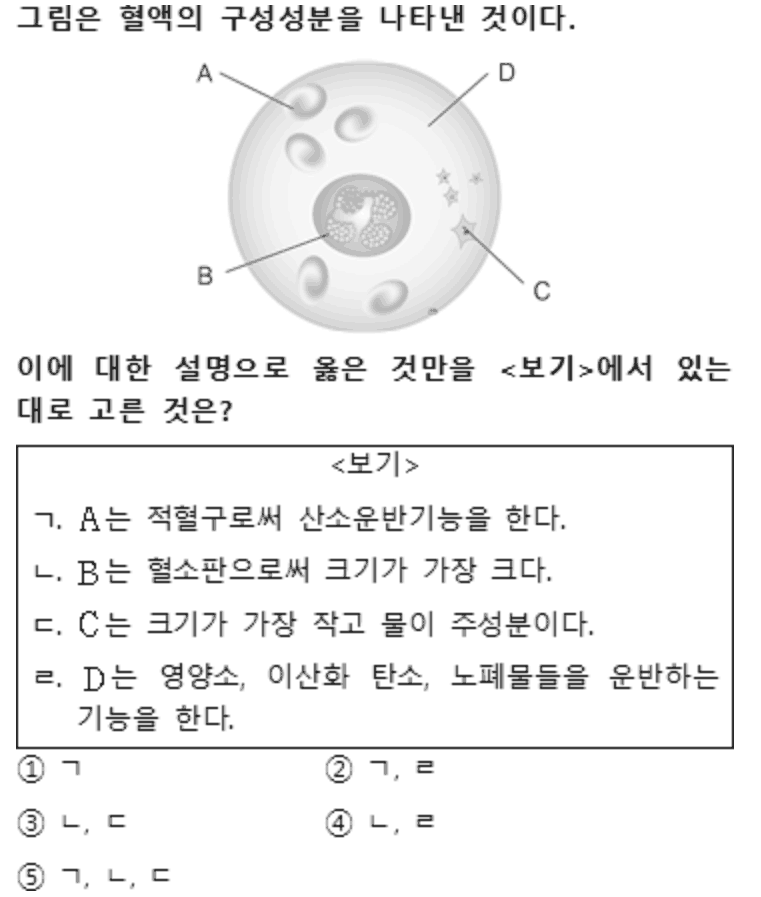 그림은 혈액의 구성성분을 나타낸 것이다.
A
D
B
C
이에 대한 설명으로 옳은 것만을 <보기>에서 있는
대로 고른 것은?
<보기>
ㄱ. A는 적혈구로써 산소운반기능을 한다.
ㄴ. B는 혈소판으로써 크기가 가장 크다.
ㄷ. C는 크기가 가장 작고 물이 주성분이다.
ㄹ. D는 영양소, 이산화 탄소, 노폐물들을 운반하는
기능을 한다.
① ㄱ ② ㄱ, ㄹ
③ ㄴ, ㄷ ④ ㄴ, ㄹ
⑤ ㄱ, ㄴ, ㄷ